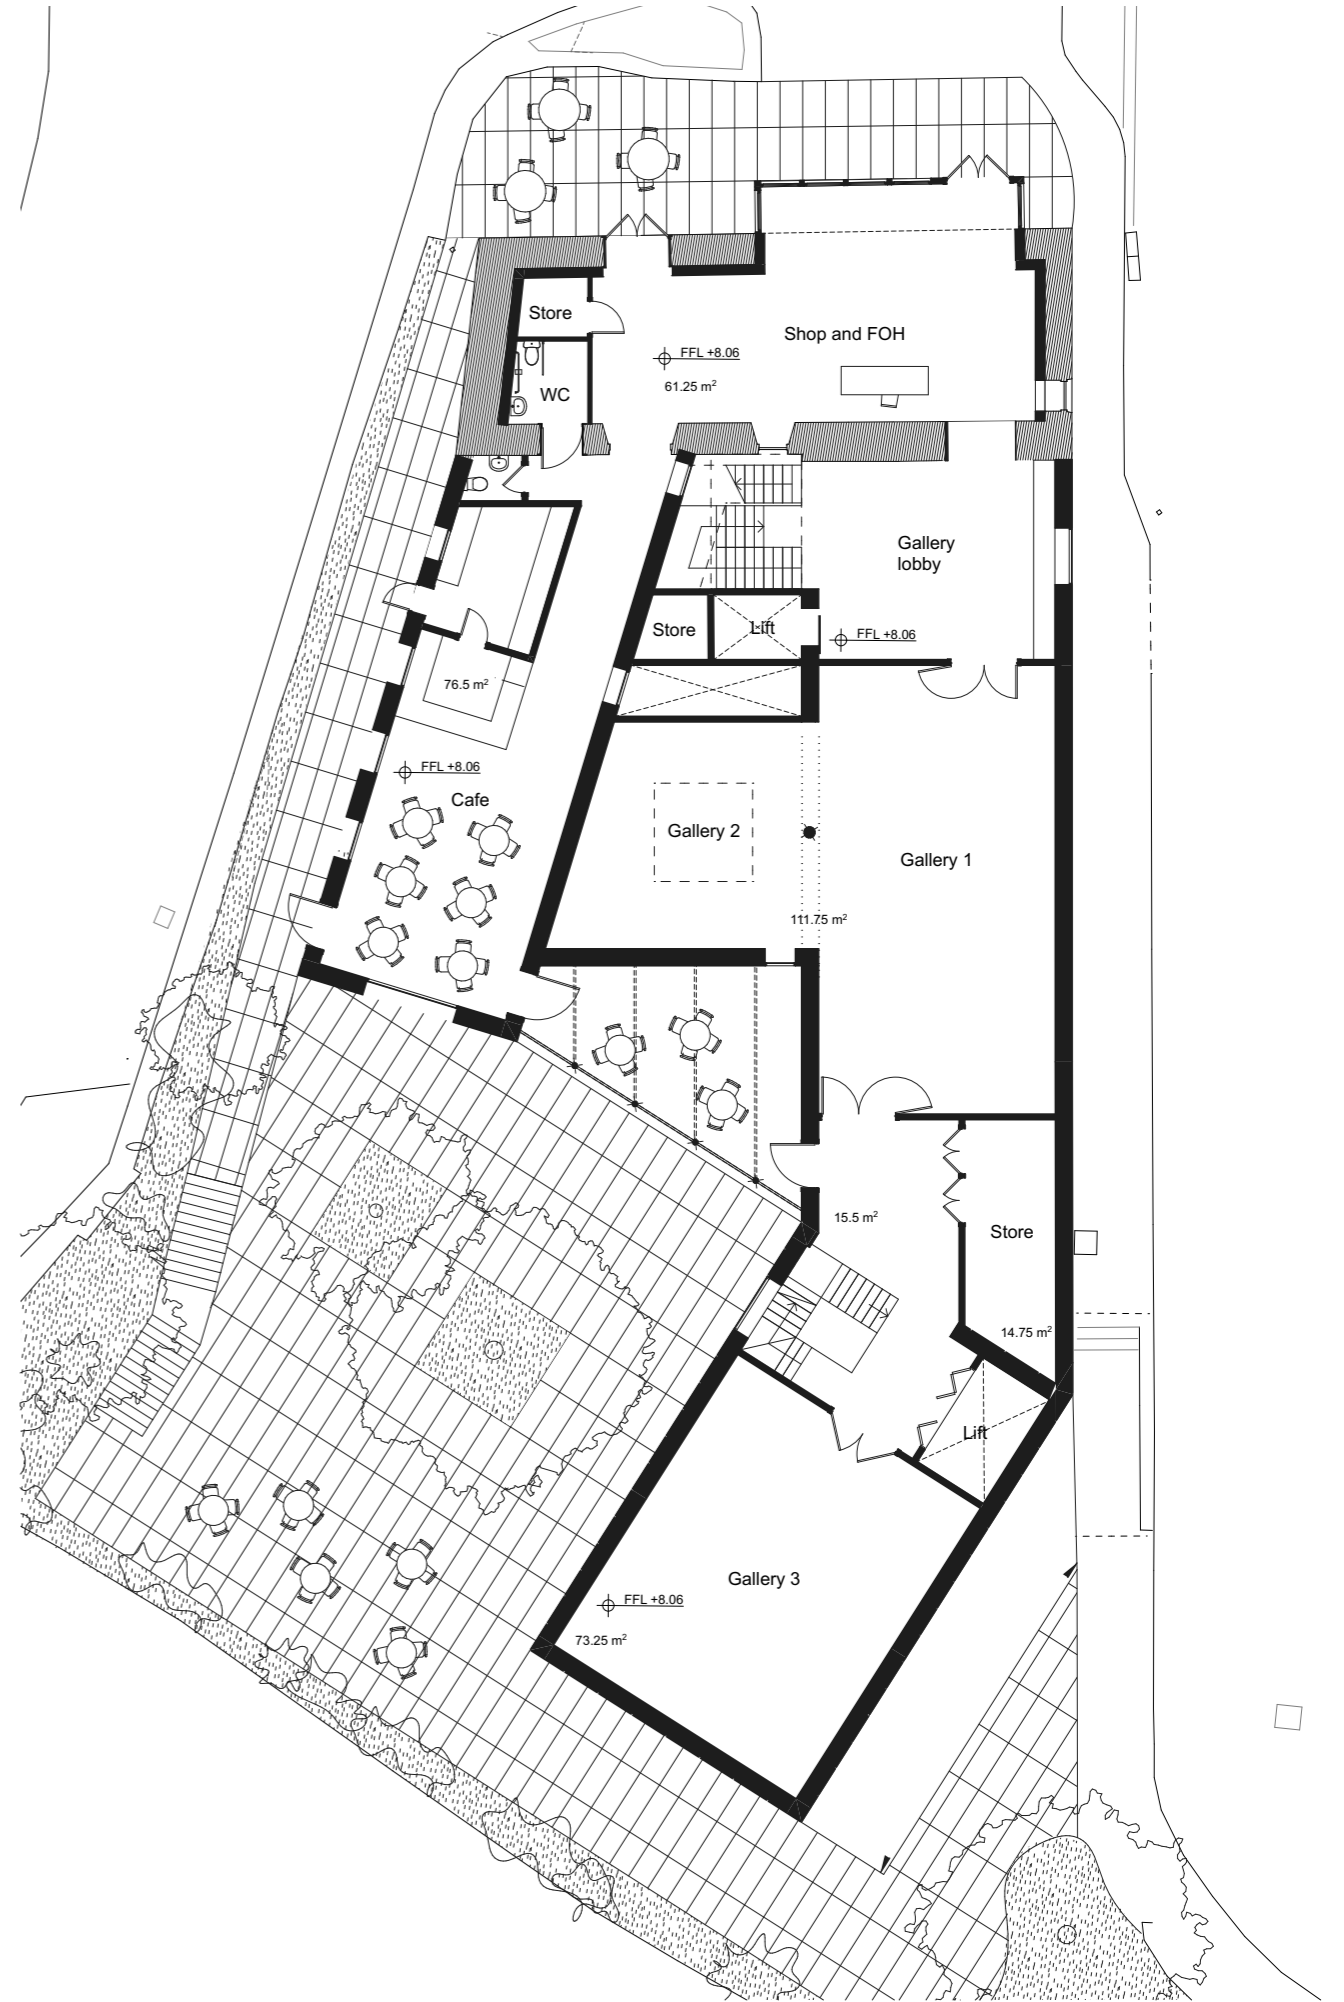 Store
Shop and FOH
FFL +8.06
61.25 m²
WC
Gallery
lobby
Store
Lift
FFL +8.06
76.5 m²
FFL +8.06
Cafe
Gallery 2
Gallery 1
111.75 m²
15.5 m²
Store
14.75 m²
Lift
Gallery 3
FFL +8.06
73.25 m²